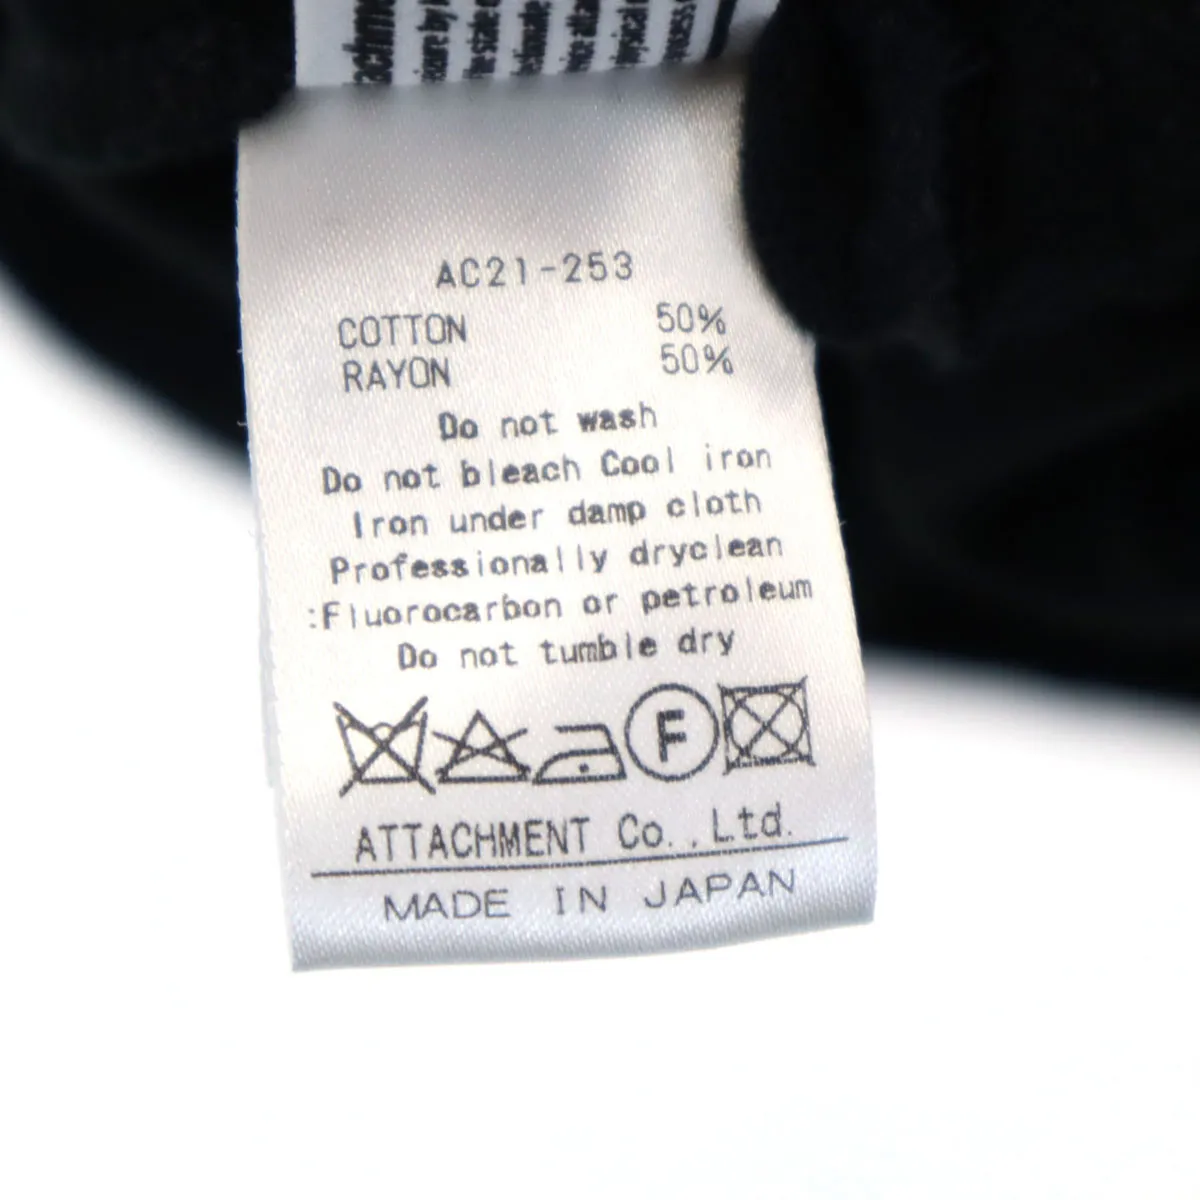 AC21-253
COTTON 50%
RAYON 50%
Do not wash
Do not bleach Cool iron
Iron under damp cloth
Professionally dryclean
:Fluorocarbon or petroleum
Do not tumble dry
F
ATTACHMENT Co.,Ltd.
MADE IN JAPAN